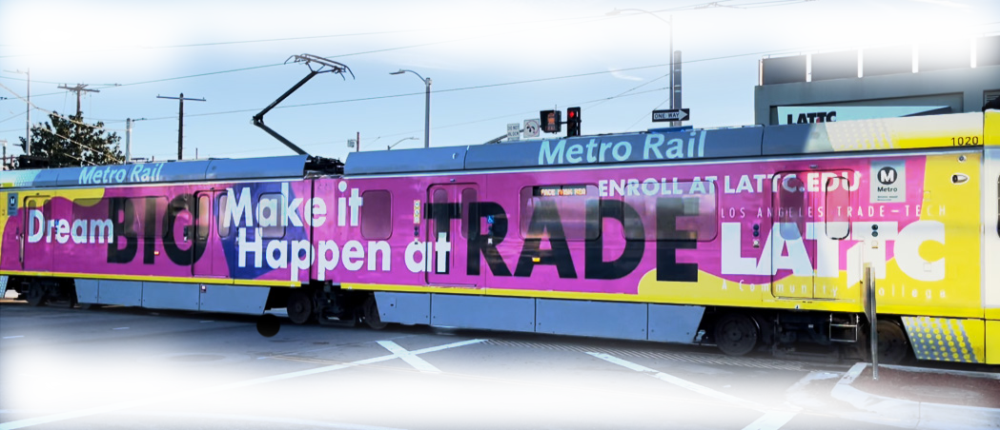 ONE WAY
LATTC
Metro Rail
Metro Rail
1020
ENROLL AT LATTC.EDU
M
Metro
Dream BIG
Make it
Happen at TRADE
LOS ANGELES TRADE-TECH
LATTC
A Community College